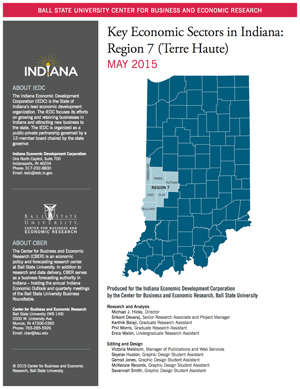 BALL STATE UNIVERSITY CENTER FOR BUSINESS AND ECONOMIC RESEARCH
Key Economic Sectors in Indiana:
Region 7 (Terre Haute)
MAY 2015
INDIANA
ABOUT IEDC
The Indiana Economic Development
Corporation (IEDC) is the State of
Indiana's lead economic development
organization. The IEDC focuses its efforts
on growing and retaining businesses in
Indiana and attracting new business to
the state. The IEDC is organized as a
public-private partnership governed by a
12-member board chaired by the state
governor.
Indiana Economic Development Corporation
One North Capitol, Suite 700
Indianapolis, IN 46204
Phone: 317-232-8800
Email: iedc@iedc.in.gov
BALL STATE
UNIVERSITY
CENTER FOR BUSINESS AND
ECONOMIC RESEARCH
ABOUT CBER
The Center for Business and Economic
Research (CBER) is an economic
policy and forecasting research center
at Ball State University. In addition to
research and data delivery, CBER serves
as a business forecasting authority in
Indiana – holding the annual Indiana
Economic Outlook and quarterly meetings
of the Ball State University Business
Roundtable.
Center for Business and Economic Research
Ball State University (WB 149)
2000 W. University Ave.
Muncie, IN 47306-0360
Phone: 765-285-5926
Email: cber@bsu.edu
© 2015 Center for Business and Economic
Research, Ball State University.
PARKE
PUTNAM
REGION 7
VIGO
CLAY
SULLIVAN
Produced for the Indiana Economic Development Corporation
by the Center for Business and Economic Research, Ball State University
Research and Analysis
Michael J. Hicks, Director
Srikant Devaraj, Senior Research Associate and Project Manager
Karthik Balaji, Graduate Research Assistant
Phil Morris, Graduate Research Assistant
Erica Welsh, Undergraduate Research Assistant
Editing and Design
Victoria Meldrum, Manager of Publications and Web Services
Skyelar Huston, Graphic Design Student Assistant
Gerrod Jones, Graphic Design Student Assistant
McKenzie Records, Graphic Design Student Assistant
Savannah Smith, Graphic Design Student Assistant